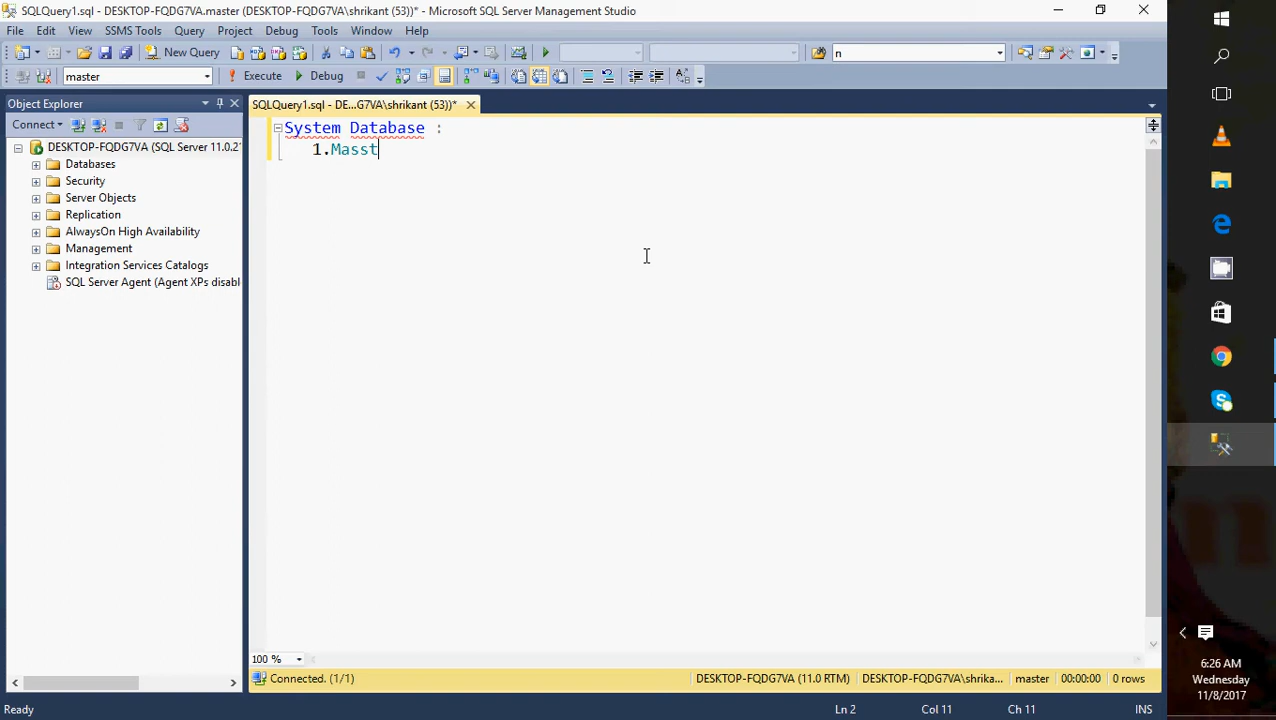 SQLQuery1.sql - DESKTOP-FQDG7VA.master (DESKTOP-FQDG7VA\shrikant (53))* - Microsoft SQL Server Management Studio
File Edit View SSMS Tools Query Project Debug Tools Window Help
New Query n
master Execute Debug
Object Explorer
SQLQuery1.sql - DE...G7VA\shrikant (53))*
Connect
DESKTOP-FQDG7VA (SQL Server 11.0.2
Databases
Security
Server Objects
Replication
AlwaysOn High Availability
Management
Integration Services Catalogs
SQL Server Agent (Agent XPs disabl
System Database :
1.Masst
100 %
Connected. (1/1) DESKTOP-FQDG7VA (11.0 RTM) DESKTOP-FQDG7VA\shrika... master 00:00:00 0 rows
Ready Ln 2 Col 11 Ch 11 INS
6:26 AM
Wednesday
11/8/2017